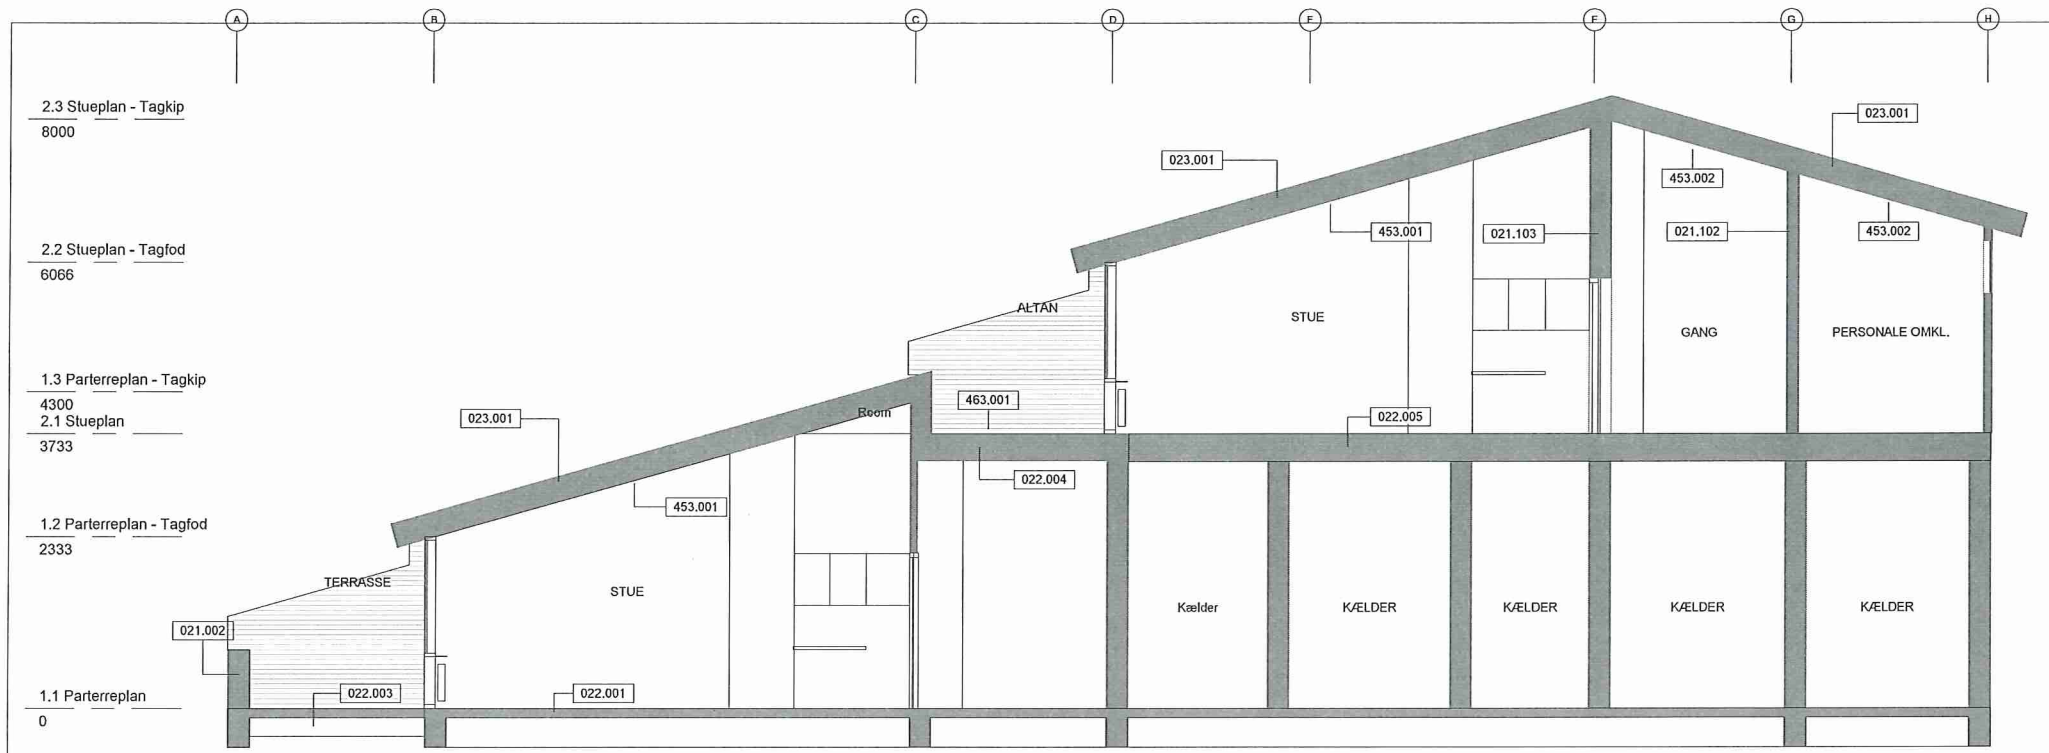 A
B
C
D
E
F
G
H
2.3 Stueplan - Tagkip
8000
023.001
023.001
453.002
453.001
021.103
021.102
453.002
2.2 Stueplan - Tagfod
6066
ALTAN
STUE
GANG
PERSONALE OMKL.
1.3 Parterreplan - Tagkip
4300
2.1 Stueplan
3733
023.001
Room
463.001
022.005
022.004
453.001
1.2 Parterreplan - Tagfod
2333
TERRASSE
STUE
Kælder
KÆLDER
KÆLDER
KÆLDER
KÆLDER
021.002
022.003
022.001
1.1 Parterreplan
0